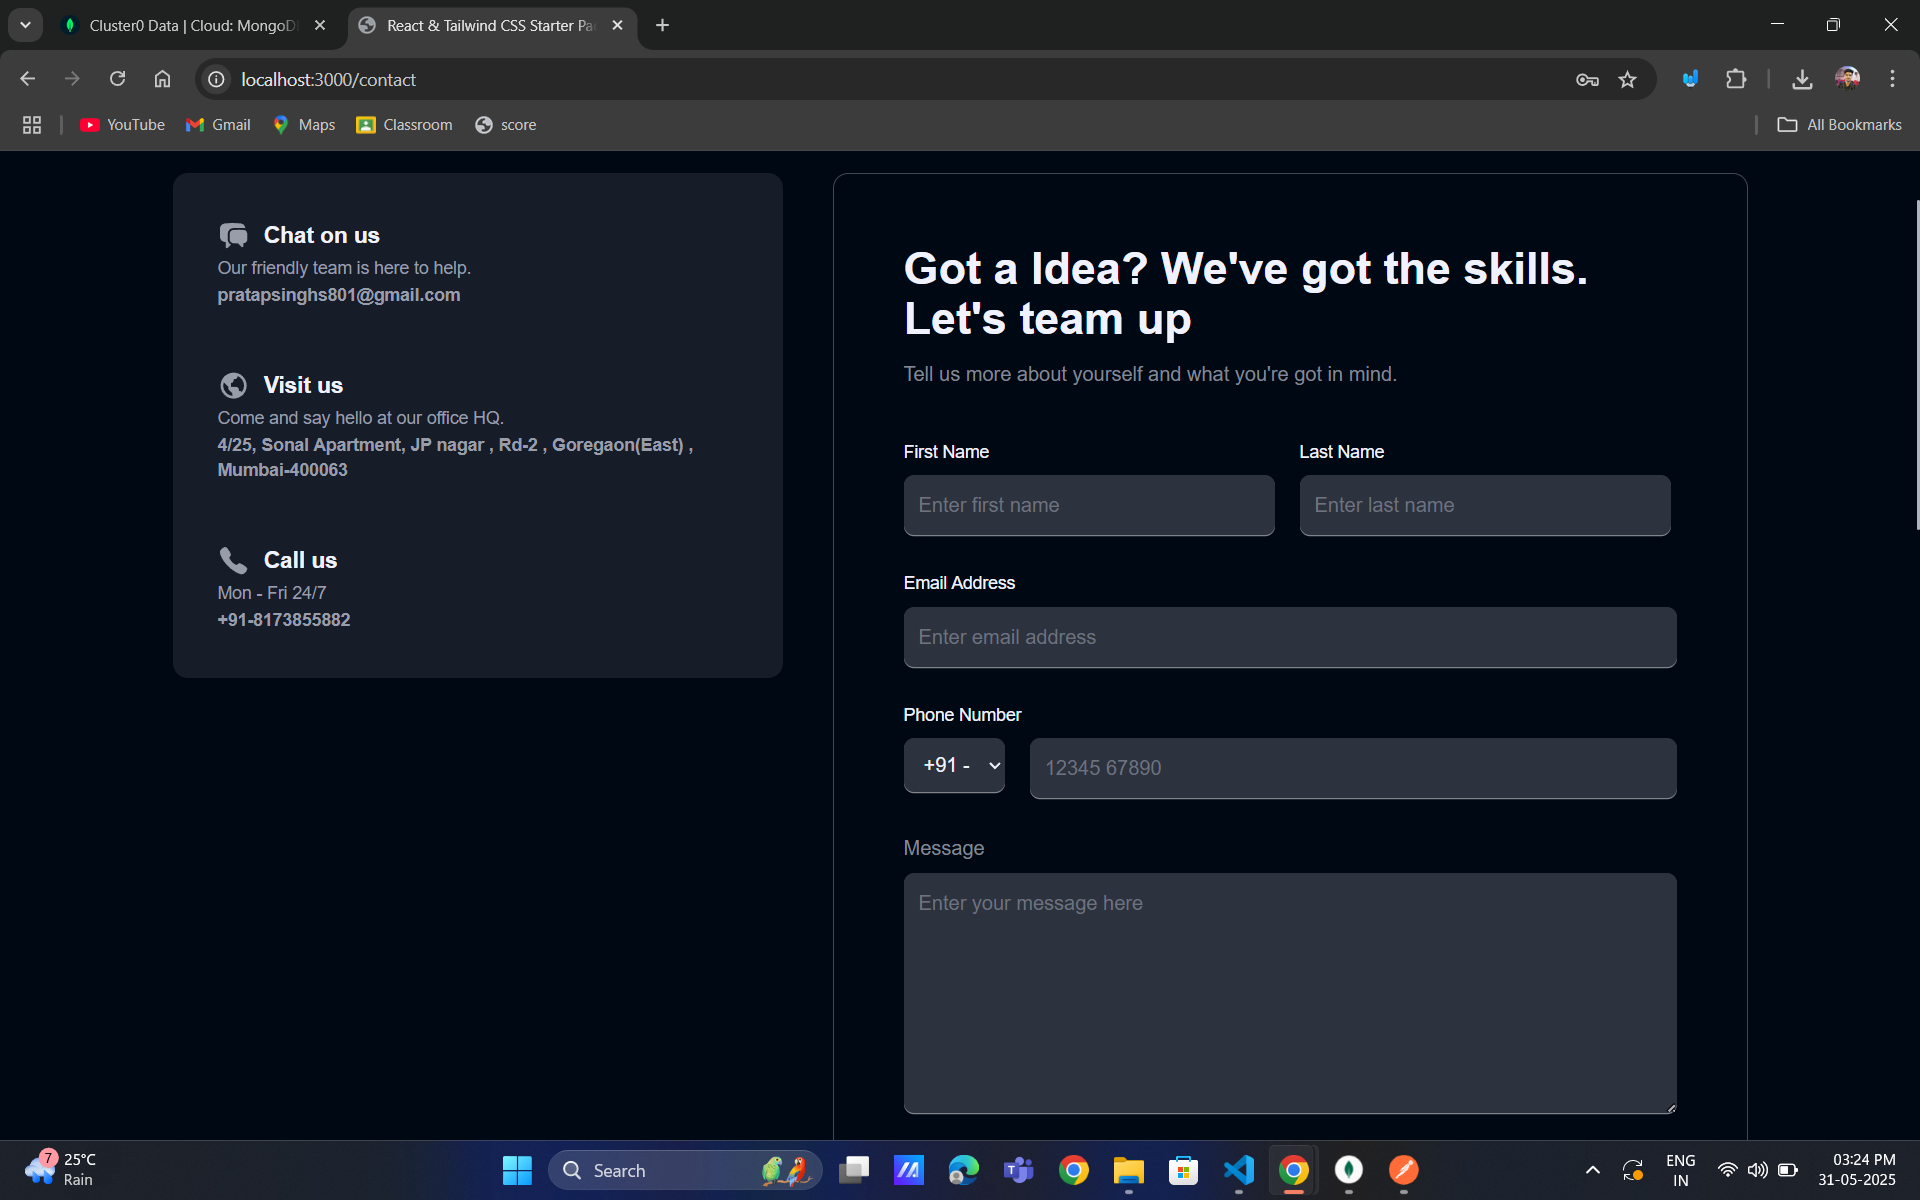 Cluster0 Data | Cloud: MongoD
React & Tailwind CSS Starter Pa
localhost:3000/contact
YouTube
Gmail
Maps
Classroom
score
All Bookmarks
Chat on us
Our friendly team is here to help.
pratapsinghs801@gmail.com
Visit us
Come and say hello at our office HQ.
4/25, Sonal Apartment, JP nagar , Rd-2 , Goregaon(East) ,
Mumbai-400063
Call us
Mon - Fri 24/7
+91-8173855882
Got a Idea? We've got the skills.
Let's team up
Tell us more about yourself and what you're got in mind.
First Name
Last Name
Enter first name
Enter last name
Email Address
Enter email address
Phone Number
+91 -
12345 67890
Message
Enter your message here
7
25°C
Rain
Search
ENG
IN
03:24 PM
31-05-2025